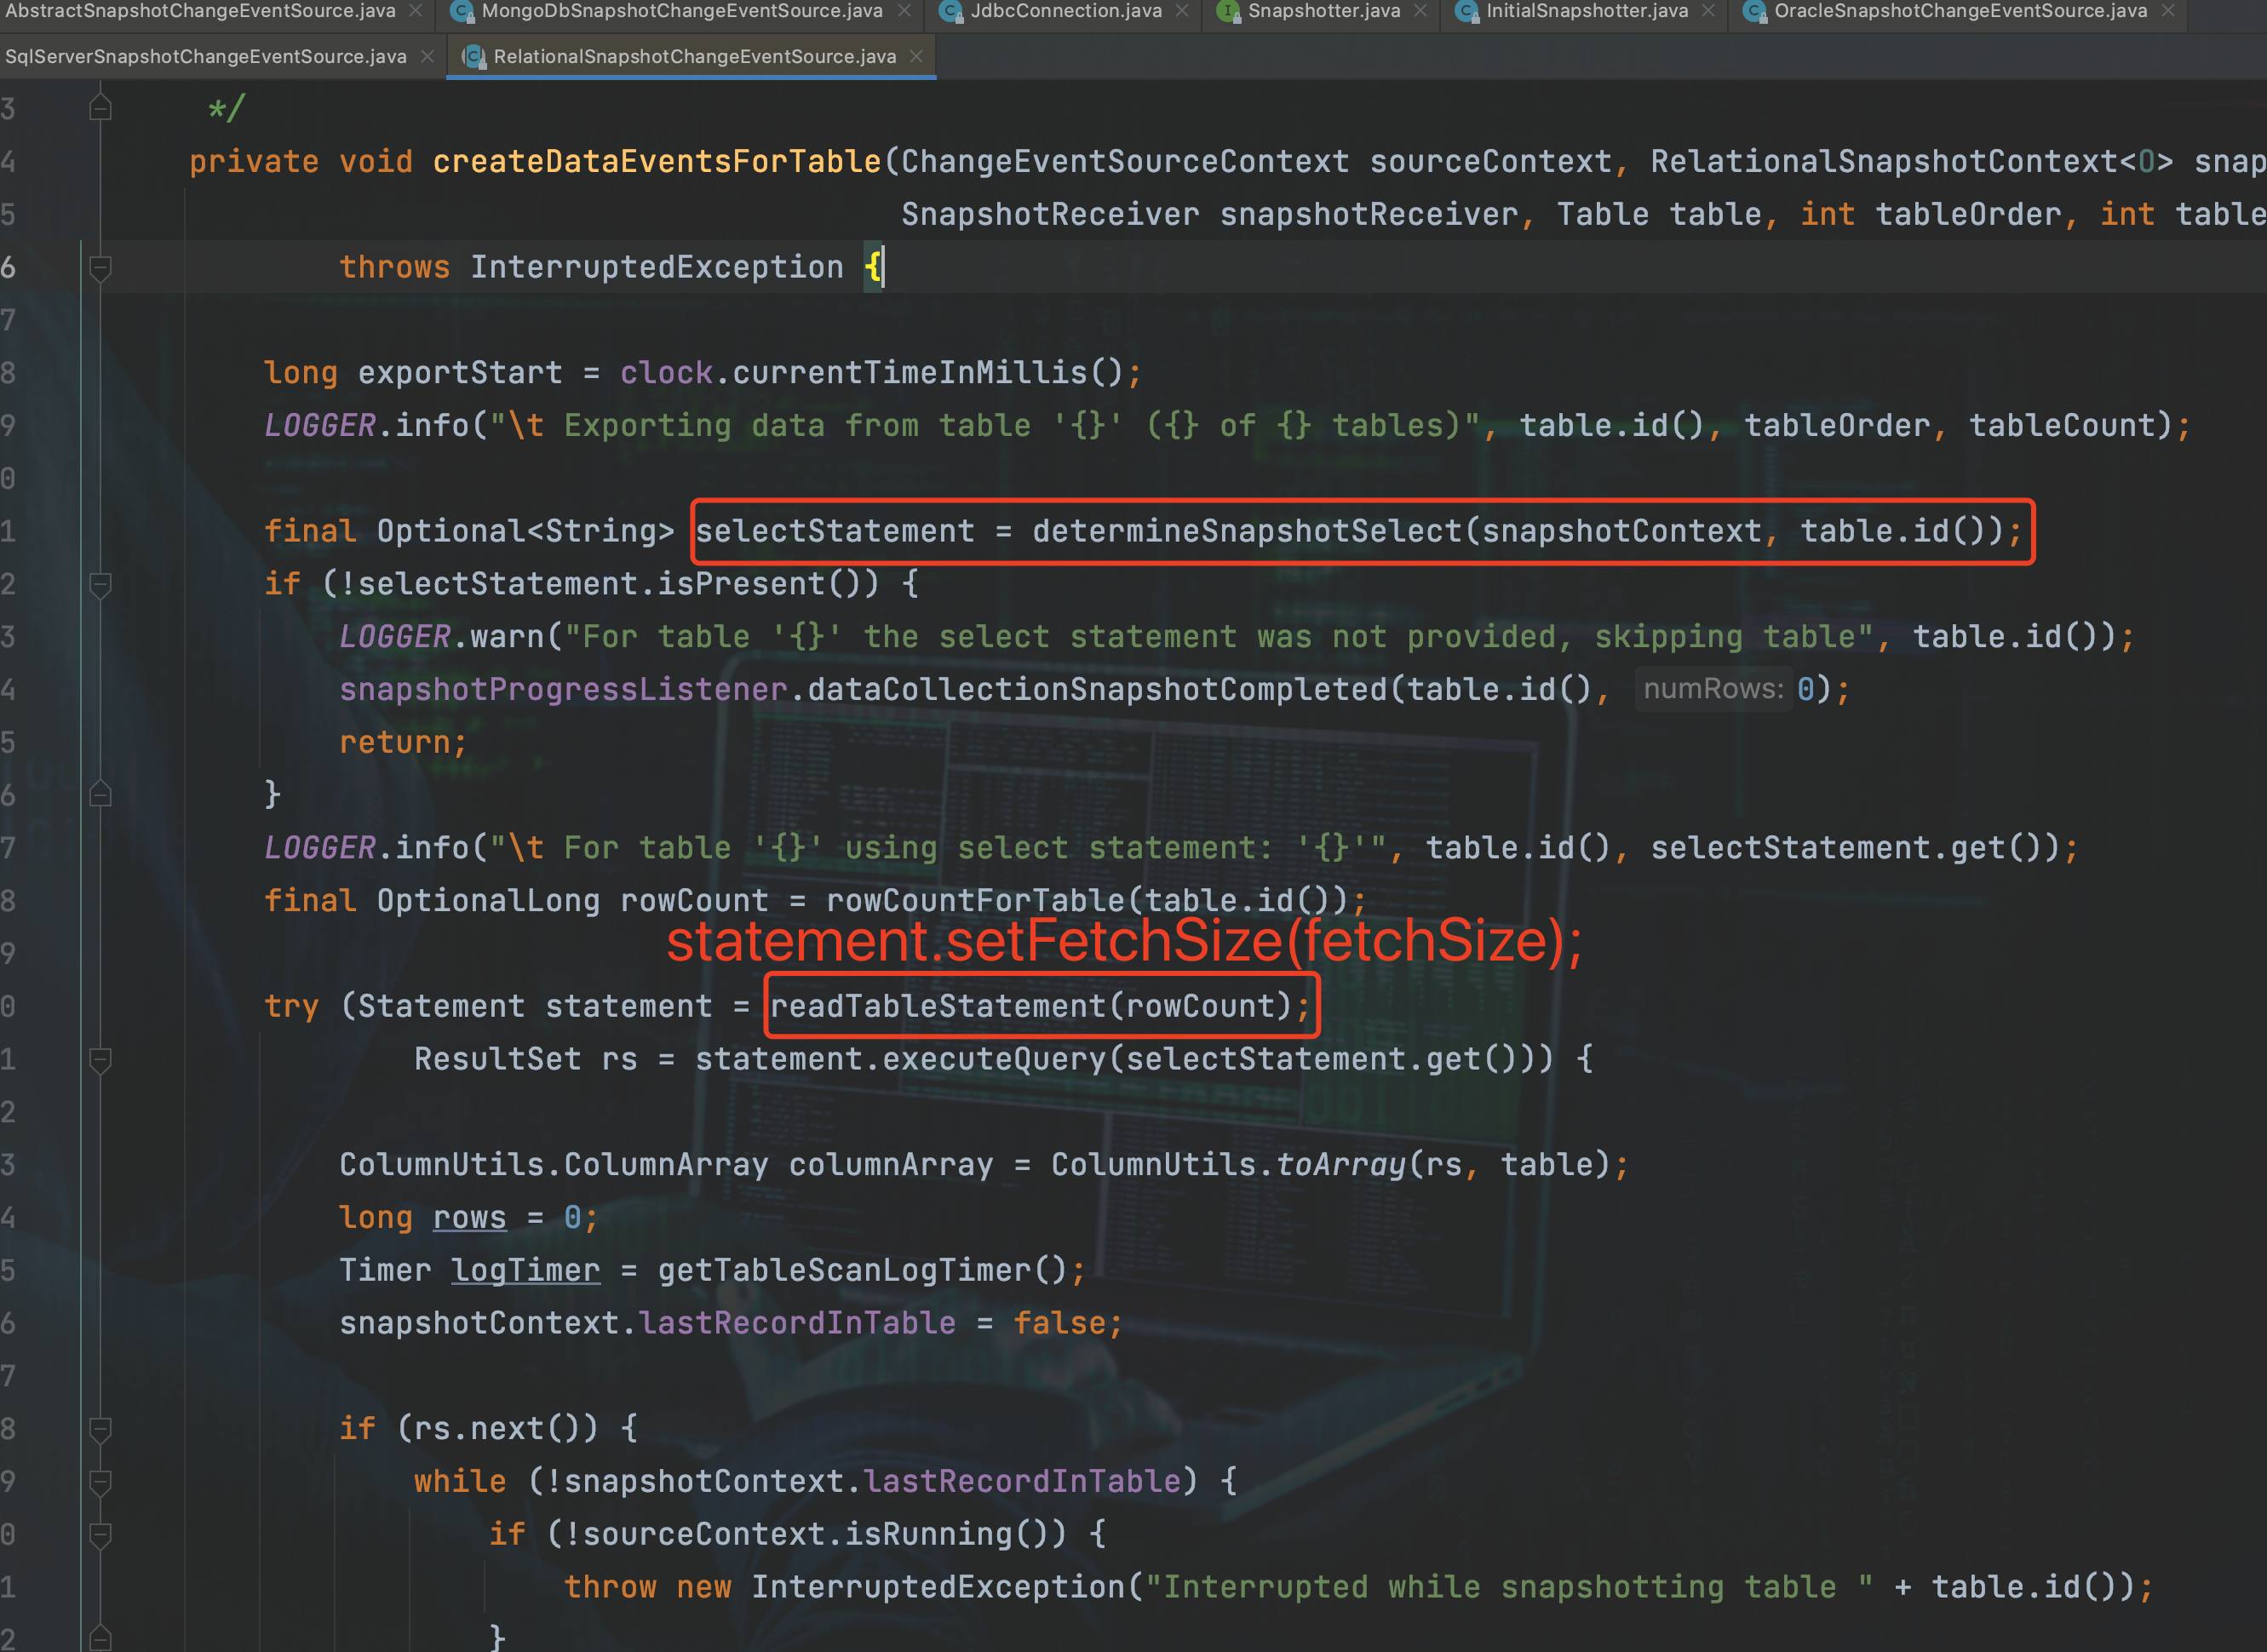 AbstractSnapshotChangeEventSource.java MongoDbSnapshotChangeEventSource.java JdbcConnection.java Snapshotter.java InitialSnapshotter.java OracleSnapshotChangeEventSource.java
SqlServerSnapshotChangeEventSource.java RelationalSnapshotChangeEventSource.java
3 */
4 private void createDataEventsForTable(ChangeEventSourceContext sourceContext, RelationalSnapshotContext<O> snap
5 SnapshotReceiver snapshotReceiver, Table table, int tableOrder, int table
6 throws InterruptedException {
7
8 long exportStart = clock.currentTimeInMillis();
9 LOGGER.info("\t Exporting data from table '{}' ({} of {} tables)", table.id(), tableOrder, tableCount);
0
1 final Optional<String> selectStatement = determineSnapshotSelect(snapshotContext, table.id());
2 if (!selectStatement.isPresent()) {
3 LOGGER.warn("For table '{}' the select statement was not provided, skipping table", table.id());
4 snapshotProgressListener.dataCollectionSnapshotCompleted(table.id(), numRows: 0);
5 return;
6 }
7 LOGGER.info("\t For table '{}' using select statement: '{}'", table.id(), selectStatement.get());
8 final OptionalLong rowCount = rowCountForTable(table.id());
9 statement.setFetchSize(fetchSize);
0 try (Statement statement = readTableStatement(rowCount);
1 ResultSet rs = statement.executeQuery(selectStatement.get())) {
2
3 ColumnUtils.ColumnArray columnArray = ColumnUtils.toArray(rs, table);
4 long rows = 0;
5 Timer logTimer = getTableScanLogTimer();
6 snapshotContext.lastRecordInTable = false;
7
8 if (rs.next()) {
9 while (!snapshotContext.lastRecordInTable) {
0 if (!sourceContext.isRunning()) {
1 throw new InterruptedException("Interrupted while snapshotting table " + table.id());
2 }